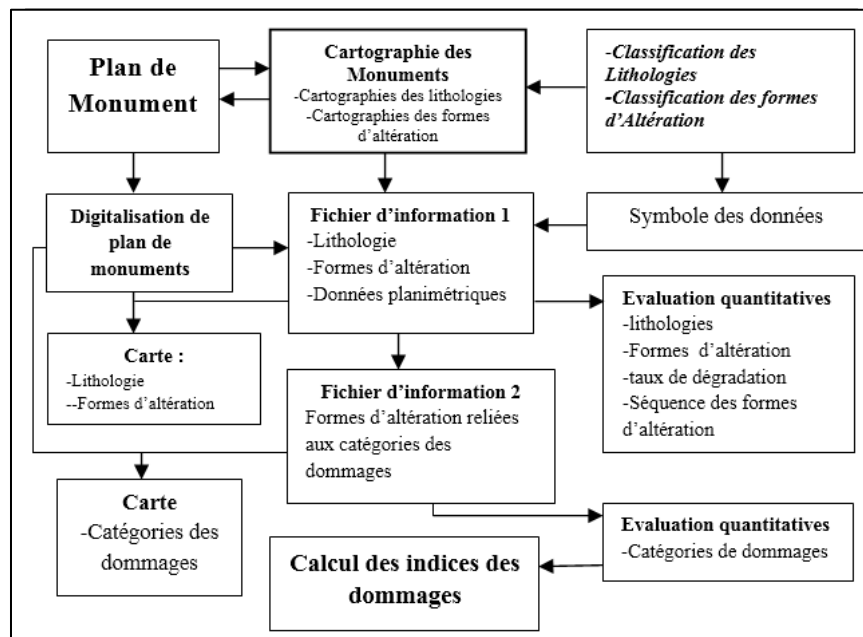 Plan de
Monument
Cartographie des
Monuments
-Cartographies des lithologies
-Cartographies des formes
d'altération
-Classification des
Lithologies
-Classification des formes
d'Altération
Digitalisation de
plan de
monuments
Fichier d'information 1
-Lithologie
-Formes d'altération
-Données planimétriques
Symbole des données
Carte :
-Lithologie
--Formes d'altération
Evaluation quantitatives
-lithologies
-Formes d'altération
-taux de dégradation
-Séquence des formes
d'altération
Fichier d'information 2
Formes d'altération reliées
aux catégories des
dommages
Carte
-Catégories des
dommages
Evaluation quantitatives
-Catégories de dommages
Calcul des indices des
dommages